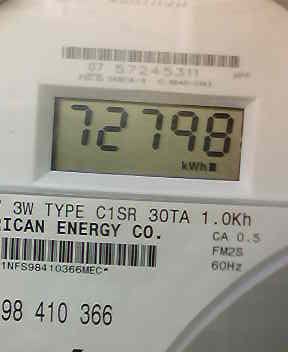 07 57245311
72798
kWh
3W TYPE C1SR 30TA 1.0Kh
RICAN ENERGY CO.
CA 0.5
FM2S
60Hz
1NFS98410366MEC*
98 410 366